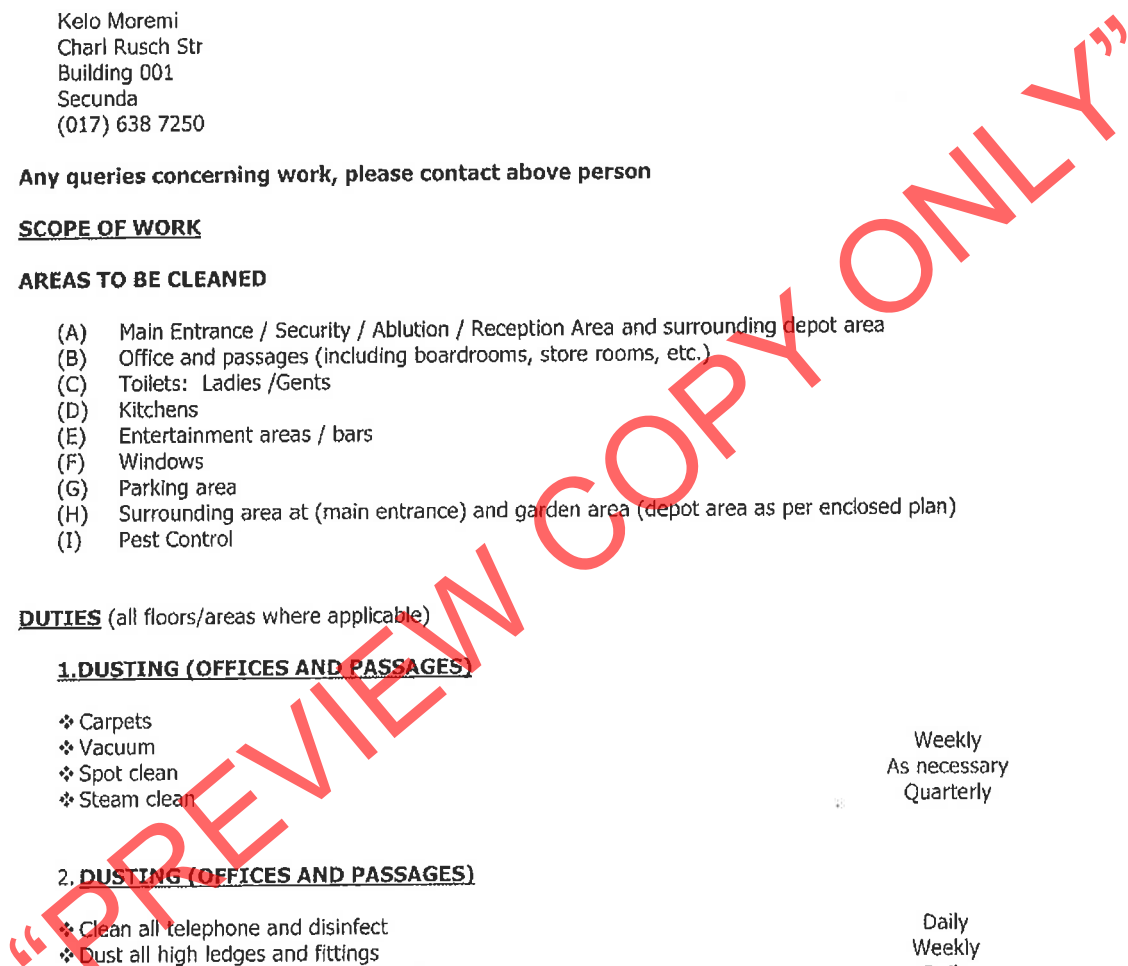 Kelo Moremi
Charl Rusch Str
Building 001
Secunda
(017) 638 7250
Any queries concerning work, please contact above person
SCOPE OF WORK
AREAS TO BE CLEANED
(A) Main Entrance / Security / Ablution / Reception Area and surrounding depot area
(B) Office and passages (including boardrooms, store rooms, etc.)
(C) Toilets: Ladies /Gents
(D) Kitchens
(E) Entertainment areas / bars
(F) Windows
(G) Parking area
(H) Surrounding area at (main entrance) and garden area (depot area as per enclosed plan)
(I) Pest Control
DUTIES (all floors/areas where applicable)
1.DUSTING (OFFICES AND PASSAGES)
❖ Carpets
❖ Vacuum Weekly
❖ Spot clean As necessary
❖ Steam clean Quarterly
2. DUSTING (OFFICES AND PASSAGES)
❖ Clean all telephone and disinfect Daily
❖ Dust all high ledges and fittings Weekly
“PREVIEW COPY ONLY”